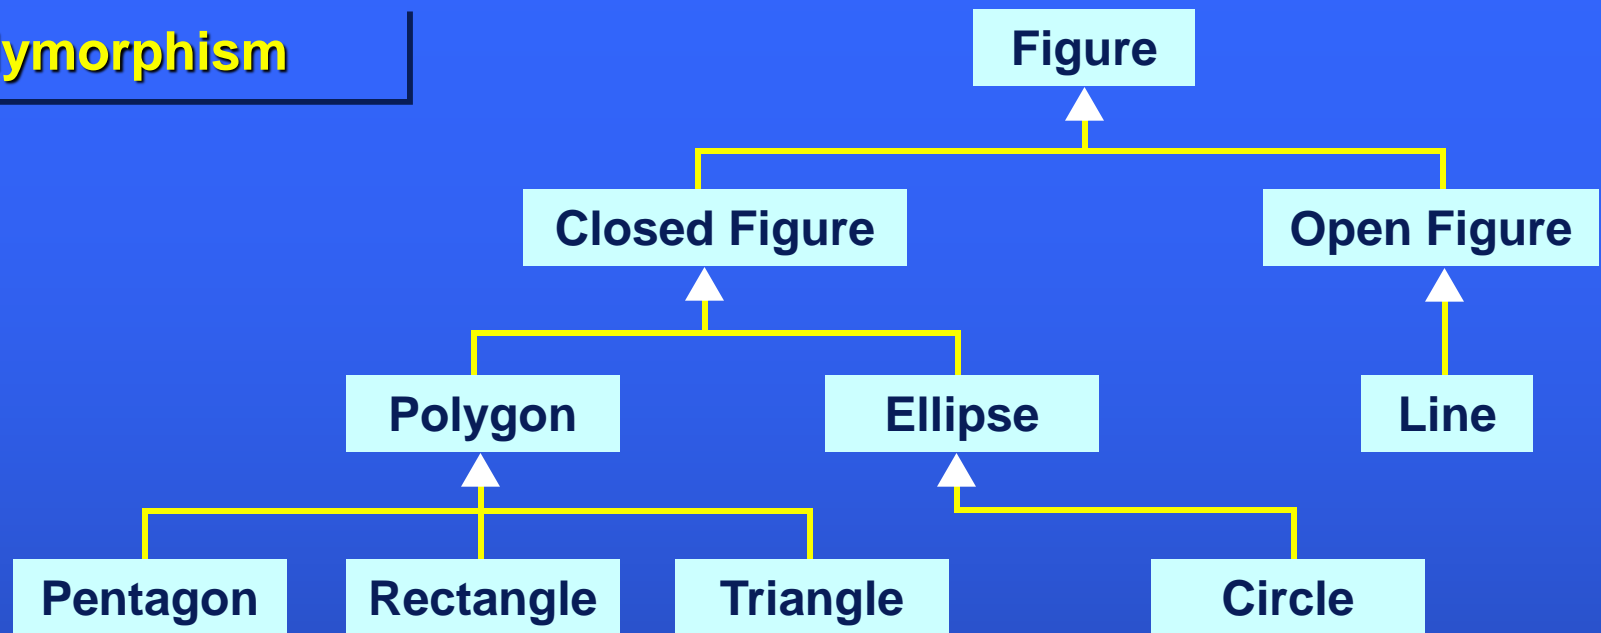 ymorphism
Figure
Closed Figure
Open Figure
Polygon
Ellipse
Line
Pentagon
Rectangle
Triangle
Circle